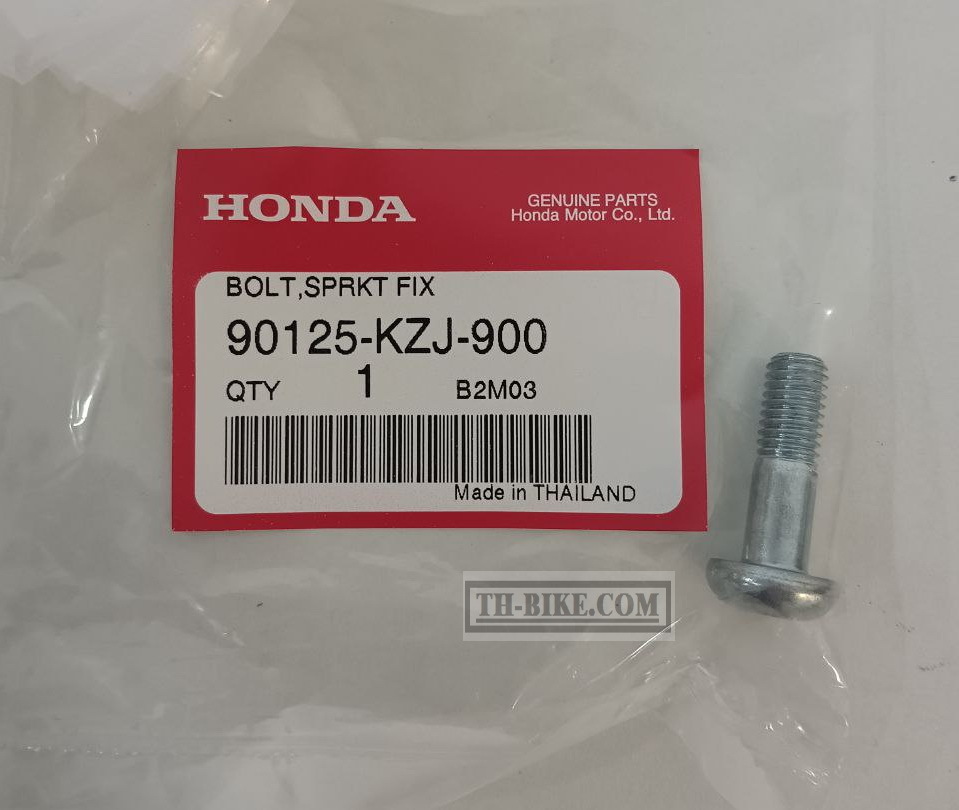 HONDA
GENUINE PARTS
Honda Motor Co., Ltd.
BOLT,SPRKT FIX
90125-KZJ-900
QTY 1 B2M03
Made in THAILAND
TH-BIKE.COM